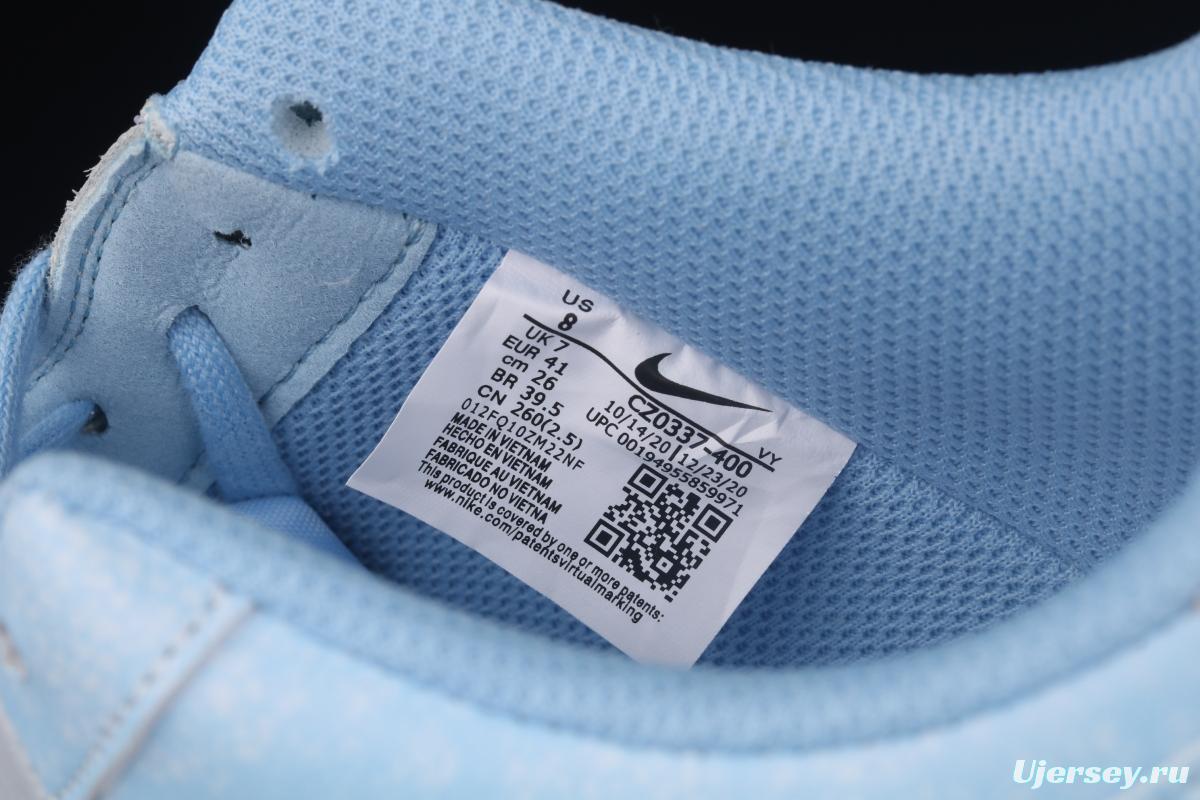 US
8
UK 7
EUR 41
cm 26
BR 39.5
CN 260(2.5)
012FQ10ZM22NF
MADE IN VIETNAM
HECHO EN VIETNAM
FABRIQUE AU VIETNAM
FABRICADO NO VIETNA
This product is covered by one or more patents:
www.nike.com/patentsvirtualmarking
VY
CZ0337-400
10/14/20 12/23/20
UPC 00194955859971
Ujersey.ru